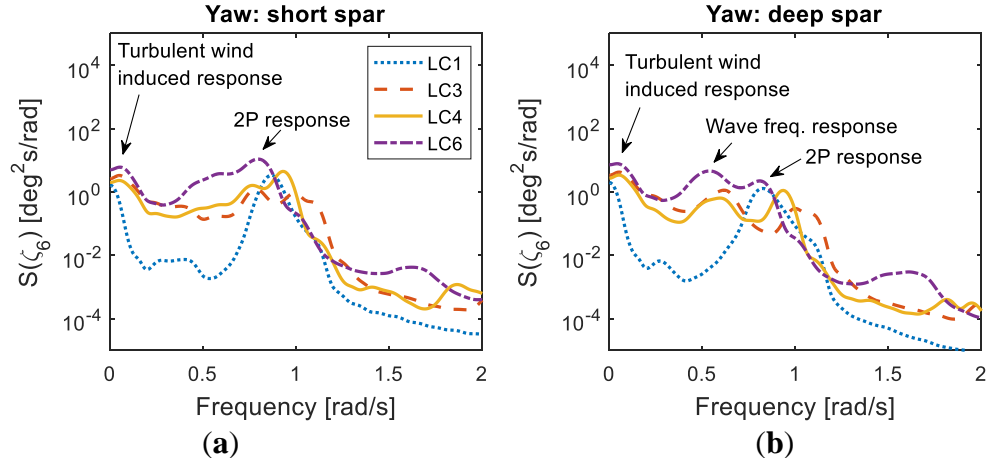 Yaw: short spar
S(ζ6) [deg2s/rad]
10^4
10^2
10^0
10^-2
10^-4
Turbulent wind
induced response
2P response
LC1
LC3
LC4
LC6
0
0.5
1
1.5
2
Frequency [rad/s]
(a)
Yaw: deep spar
S(ζ6) [deg2s/rad]
10^4
10^2
10^0
10^-2
10^-4
Turbulent wind
induced response
Wave freq. response
2P response
0
0.5
1
1.5
2
Frequency [rad/s]
(b)